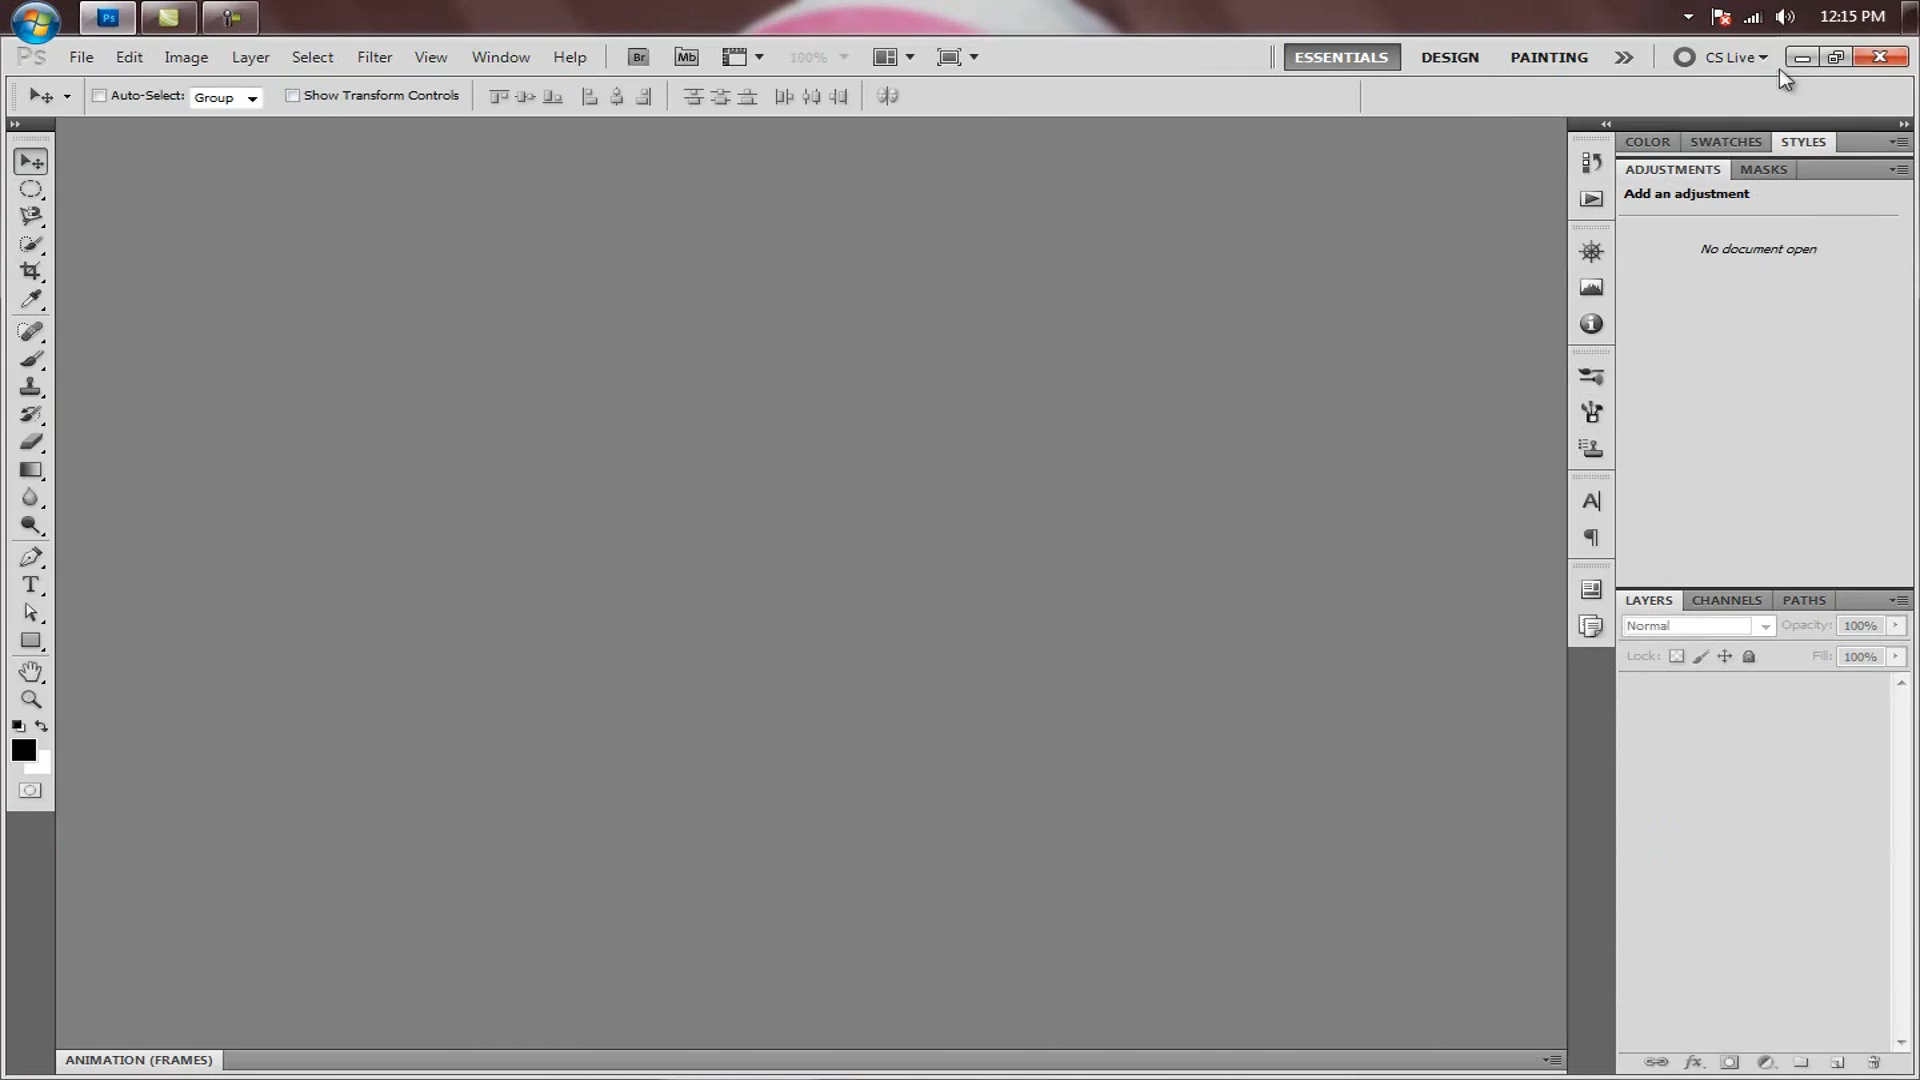 Ps
12:15 PM
Ps File Edit Image Layer Select Filter View Window Help Br Mb 100% ESSENTIALS DESIGN PAINTING CS Live
Auto-Select: Group Show Transform Controls
COLOR SWATCHES STYLES
ADJUSTMENTS MASKS
Add an adjustment
No document open
A
T
LAYERS CHANNELS PATHS
Normal Opacity: 100%
Lock: Fill: 100%
ANIMATION (FRAMES)
fx